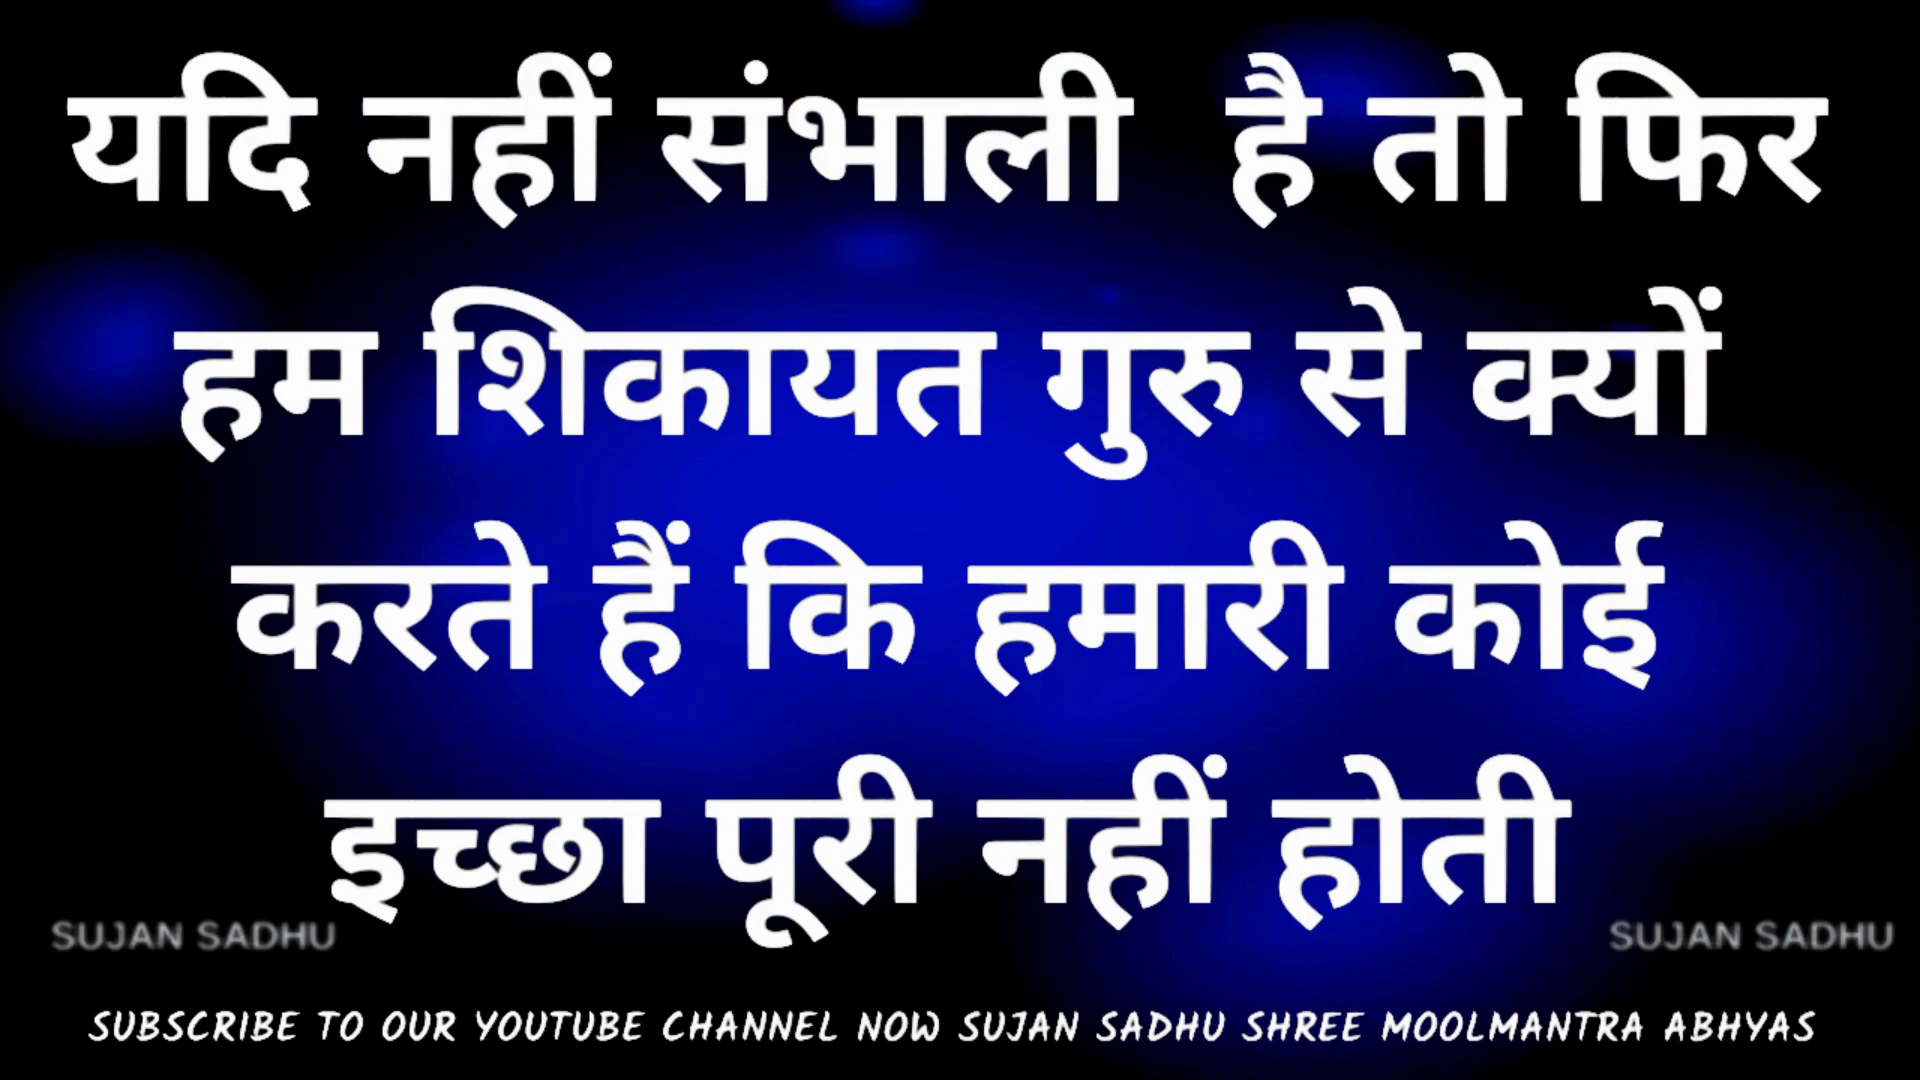 यदि नहीं संभाली है तो फिर
हम शिकायत गुरु से क्यों
करते हैं कि हमारी कोई
इच्छा पूरी नहीं होती
SUJAN SADHU
SUJAN SADHU
SUBSCRIBE TO OUR YOUTUBE CHANNEL NOW SUJAN SADHU SHREE MOOLMANTRA ABHYAS